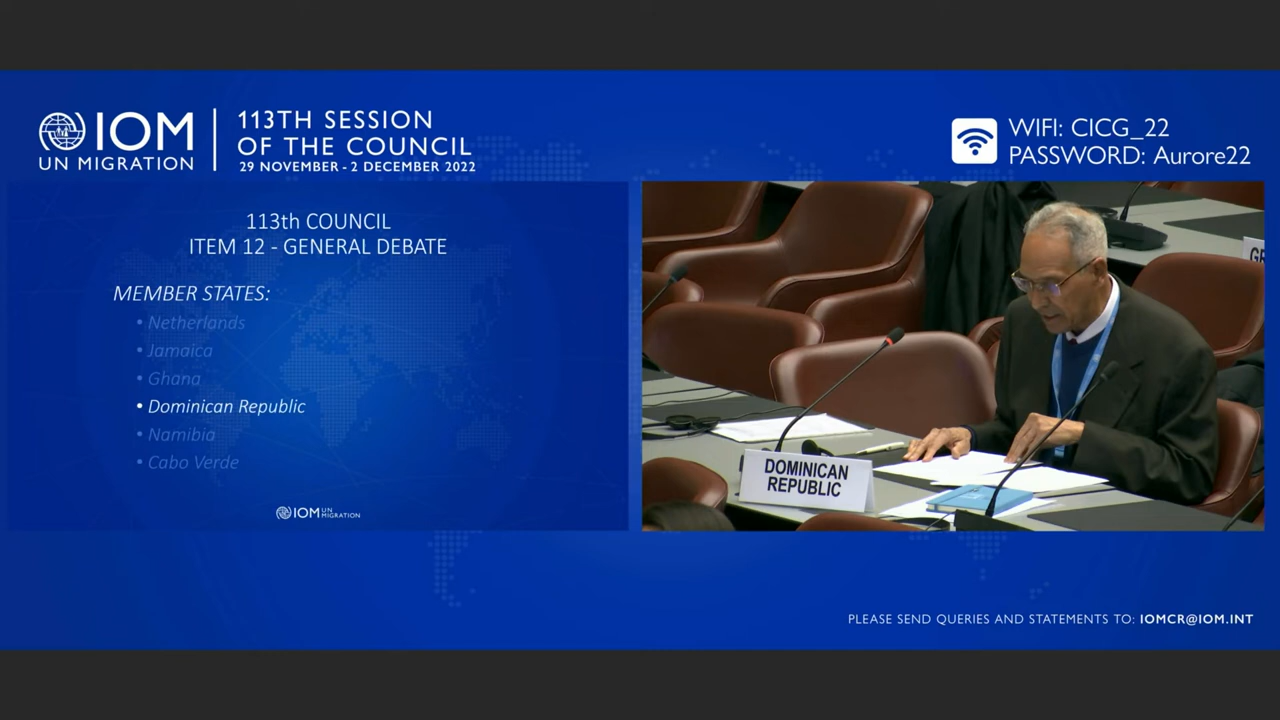 IOM
UN MIGRATION
113TH SESSION
OF THE COUNCIL
29 NOVEMBER - 2 DECEMBER 2022
WIFI: CICG_22
PASSWORD: Aurore22
113th COUNCIL
ITEM 12 - GENERAL DEBATE
MEMBER STATES:
• Netherlands
• Jamaica
• Ghana
• Dominican Republic
• Namibia
• Cabo Verde
IOM UN MIGRATION
DOMINICAN
REPUBLIC
PLEASE SEND QUERIES AND STATEMENTS TO: IOMCR@IOM.INT